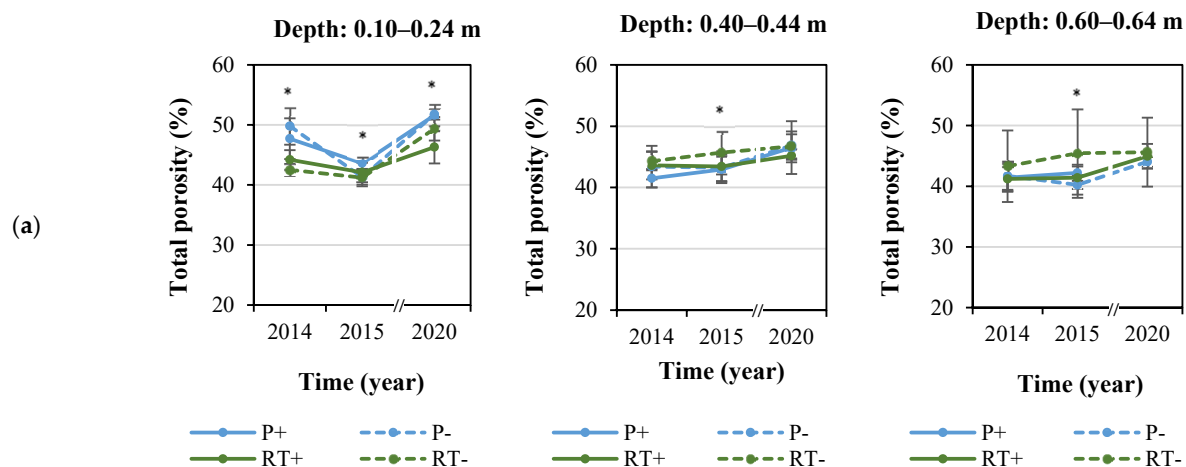 (a)
Depth: 0.10–0.24 m
Total porosity (%)
60
50
40
30
20
*
*
*
2014
2015
//
2020
Time (year)
P+
P-
RT+
RT-
Depth: 0.40–0.44 m
Total porosity (%)
60
50
40
30
20
*
2014
2015
//
2020
Time (year)
P+
P-
RT+
RT-
Depth: 0.60–0.64 m
Total porosity (%)
60
50
40
30
20
*
2014
2015
//
2020
Time (year)
P+
P-
RT+
RT-